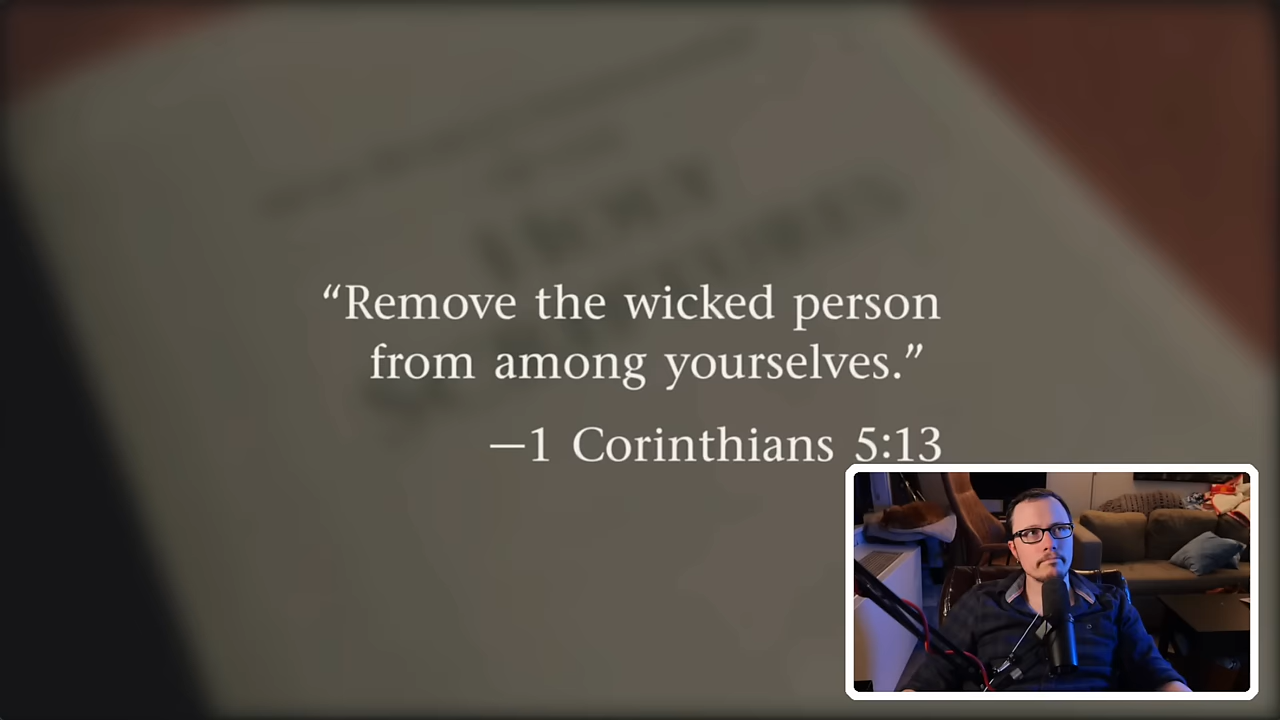 “Remove the wicked person
from among yourselves.”
—1 Corinthians 5:13